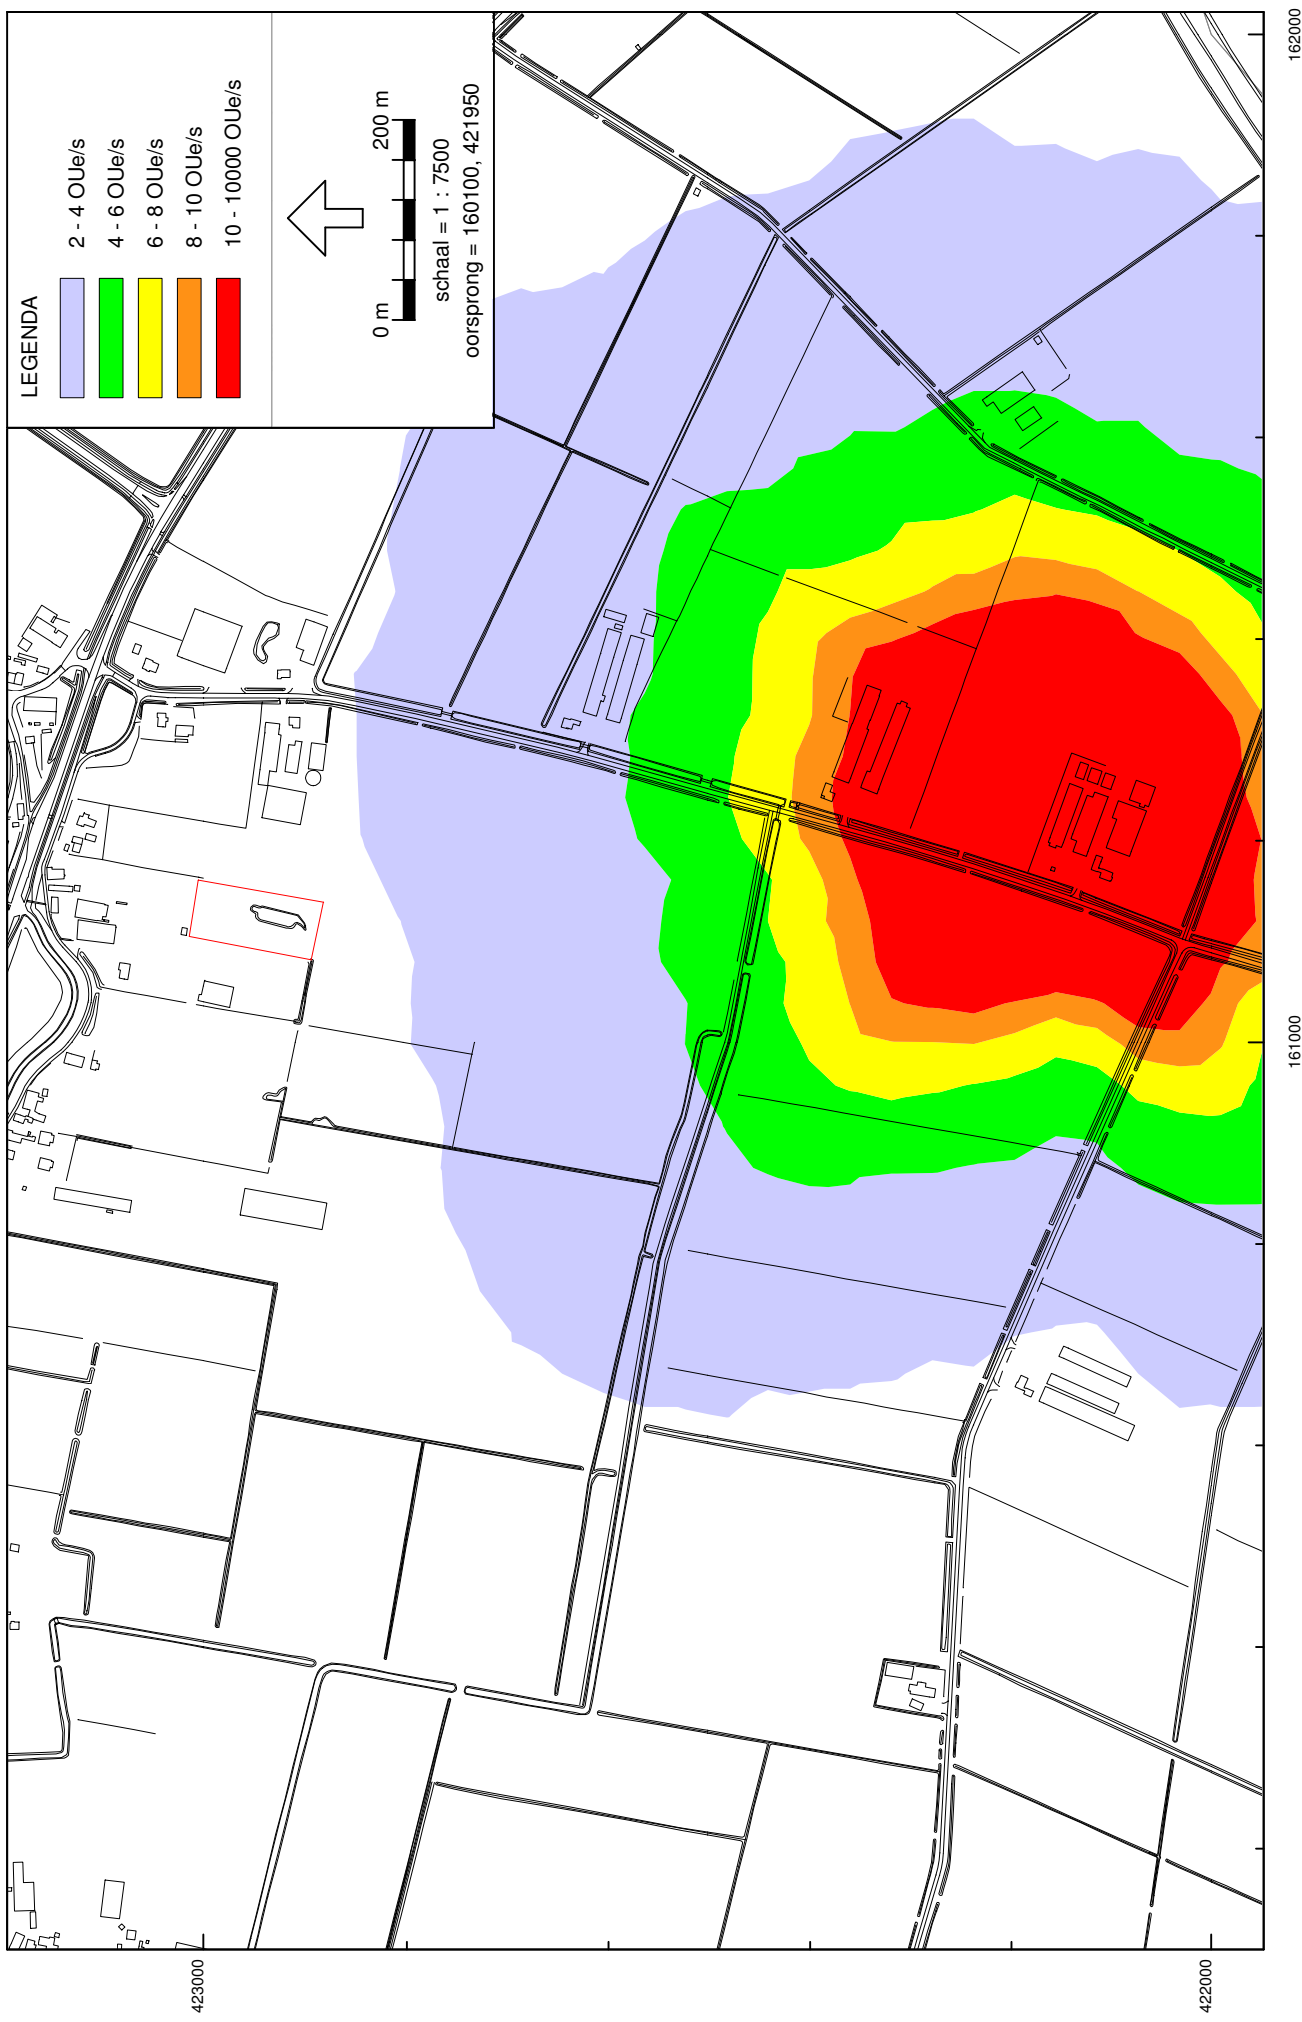 LEGENDA
2 - 4 OUe/s
4 - 6 OUe/s
6 - 8 OUe/s
8 - 10 OUe/s
10 - 10000 OUe/s
0 m 200 m
schaal = 1 : 7500
oorsprong = 160100, 421950
423000
422000
161000
162000